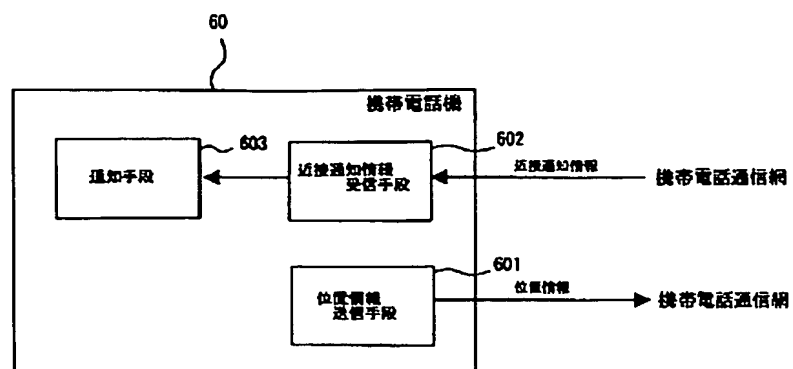 60
携帯電話機
603
602
通知手段
近接通知情報
受信手段
近接通知情報
携帯電話通信網
601
位置情報
送信手段
位置情報
携帯電話通信網